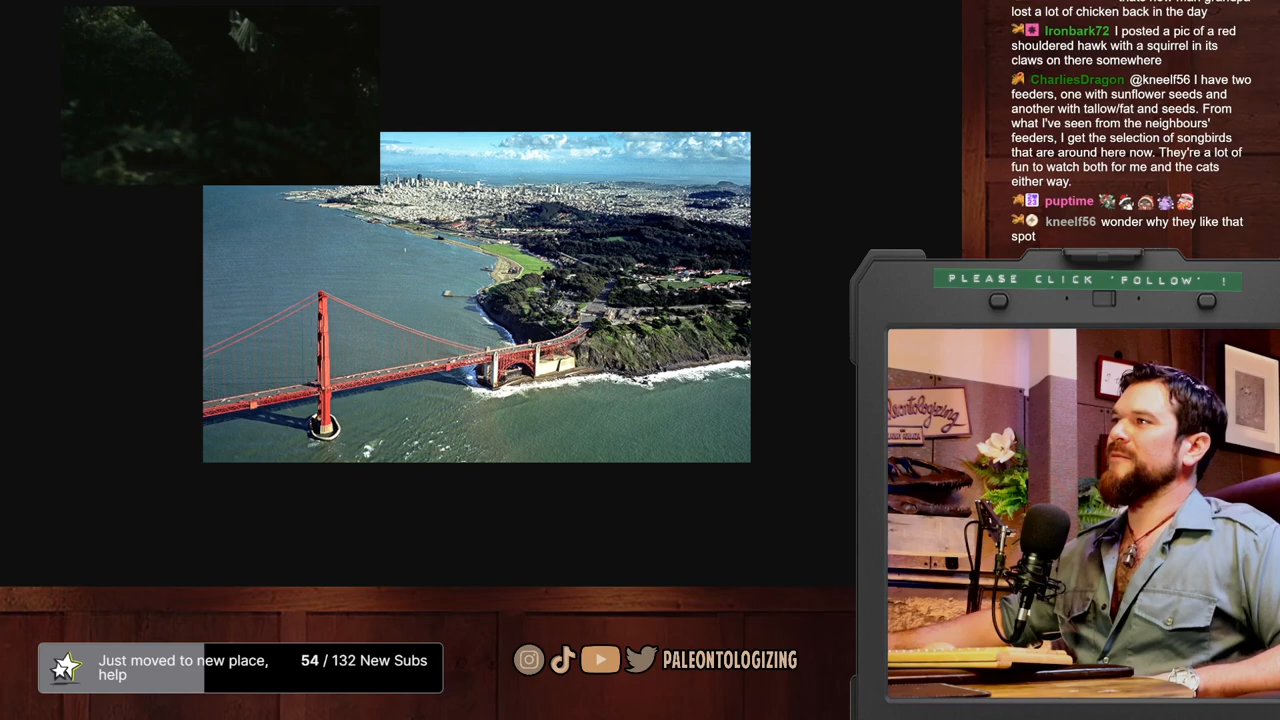 lost a lot of chicken back in the day
Ironbark72 I posted a pic of a red
shouldered hawk with a squirrel in its
claws on there somewhere
CharliesDragon @kneelf56 I have two
feeders, one with sunflower seeds and
another with tallow/fat and seeds. From
what I've seen from the neighbours'
feeders, I get the selection of songbirds
that are around here now. They're a lot of
fun to watch both for me and the cats
either way.
puptime
kneelf56 wonder why they like that
spot
PLEASE CLICK 'FOLLOW' !
Just moved to new place,
help
54 / 132 New Subs
PALEONTOLOGIZING